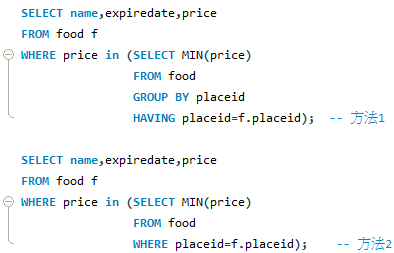 SELECT name,expiredate,price
FROM food f
WHERE price in (SELECT MIN(price)
FROM food
GROUP BY placeid
HAVING placeid=f.placeid);  -- 方法1
SELECT name,expiredate,price
FROM food f
WHERE price in (SELECT MIN(price)
FROM food
WHERE placeid=f.placeid);  -- 方法2